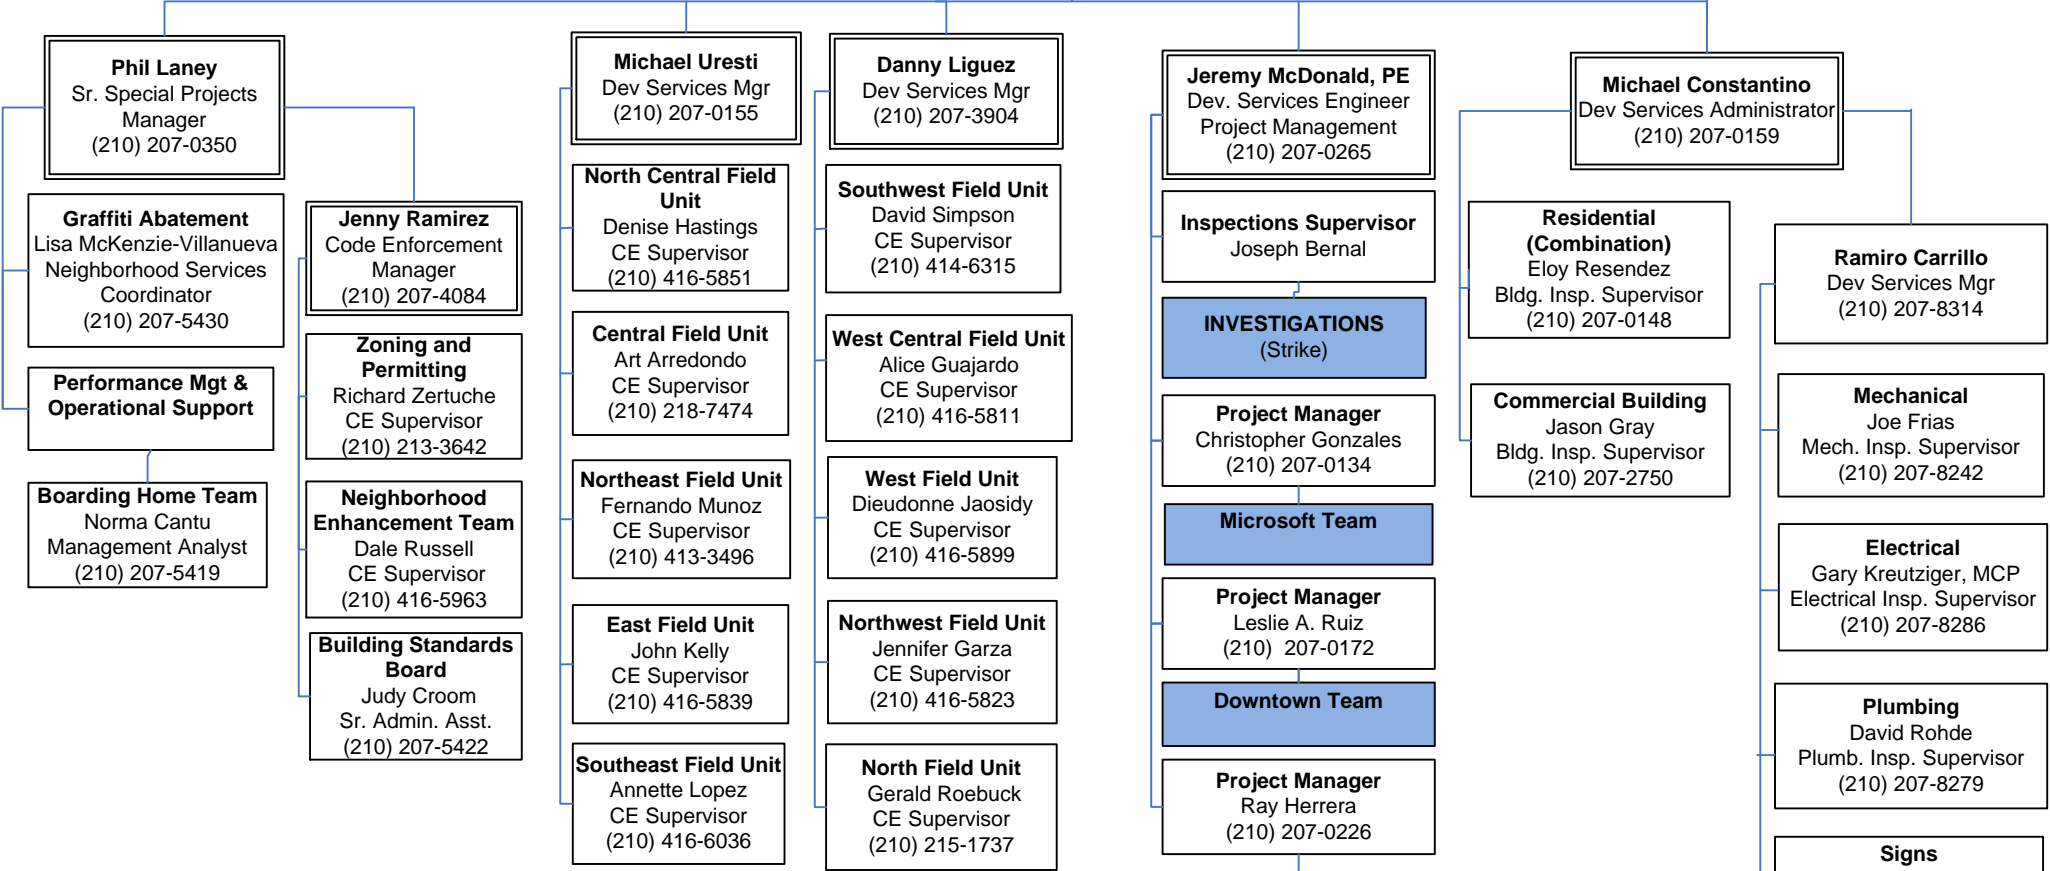 Phil Laney
Sr. Special Projects
Manager
(210) 207-0350
Graffiti Abatement
Lisa McKenzie-Villanueva
Neighborhood Services
Coordinator
(210) 207-5430
Performance Mgt &
Operational Support
Boarding Home Team
Norma Cantu
Management Analyst
(210) 207-5419
Jenny Ramirez
Code Enforcement
Manager
(210) 207-4084
Zoning and
Permitting
Richard Zertuche
CE Supervisor
(210) 213-3642
Neighborhood
Enhancement Team
Dale Russell
CE Supervisor
(210) 416-5963
Building Standards
Board
Judy Croom
Sr. Admin. Asst.
(210) 207-5422
Michael Uresti
Dev Services Mgr
(210) 207-0155
North Central Field
Unit
Denise Hastings
CE Supervisor
(210) 416-5851
Central Field Unit
Art Arredondo
CE Supervisor
(210) 218-7474
Northeast Field Unit
Fernando Munoz
CE Supervisor
(210) 413-3496
East Field Unit
John Kelly
CE Supervisor
(210) 416-5839
Southeast Field Unit
Annette Lopez
CE Supervisor
(210) 416-6036
Danny Liguez
Dev Services Mgr
(210) 207-3904
Southwest Field Unit
David Simpson
CE Supervisor
(210) 414-6315
West Central Field Unit
Alice Guajardo
CE Supervisor
(210) 416-5811
West Field Unit
Dieudonne Jaosidy
CE Supervisor
(210) 416-5899
Northwest Field Unit
Jennifer Garza
CE Supervisor
(210) 416-5823
North Field Unit
Gerald Roebuck
CE Supervisor
(210) 215-1737
Jeremy McDonald, PE
Dev. Services Engineer
Project Management
(210) 207-0265
Inspections Supervisor
Joseph Bernal
INVESTIGATIONS
(Strike)
Project Manager
Christopher Gonzales
(210) 207-0134
Microsoft Team
Project Manager
Leslie A. Ruiz
(210) 207-0172
Downtown Team
Project Manager
Ray Herrera
(210) 207-0226
Michael Constantino
Dev Services Administrator
(210) 207-0159
Residential
(Combination)
Eloy Resendez
Bldg. Insp. Supervisor
(210) 207-0148
Commercial Building
Jason Gray
Bldg. Insp. Supervisor
(210) 207-2750
Ramiro Carrillo
Dev Services Mgr
(210) 207-8314
Mechanical
Joe Frias
Mech. Insp. Supervisor
(210) 207-8242
Electrical
Gary Kreutziger, MCP
Electrical Insp. Supervisor
(210) 207-8286
Plumbing
David Rohde
Plumb. Insp. Supervisor
(210) 207-8279
Signs